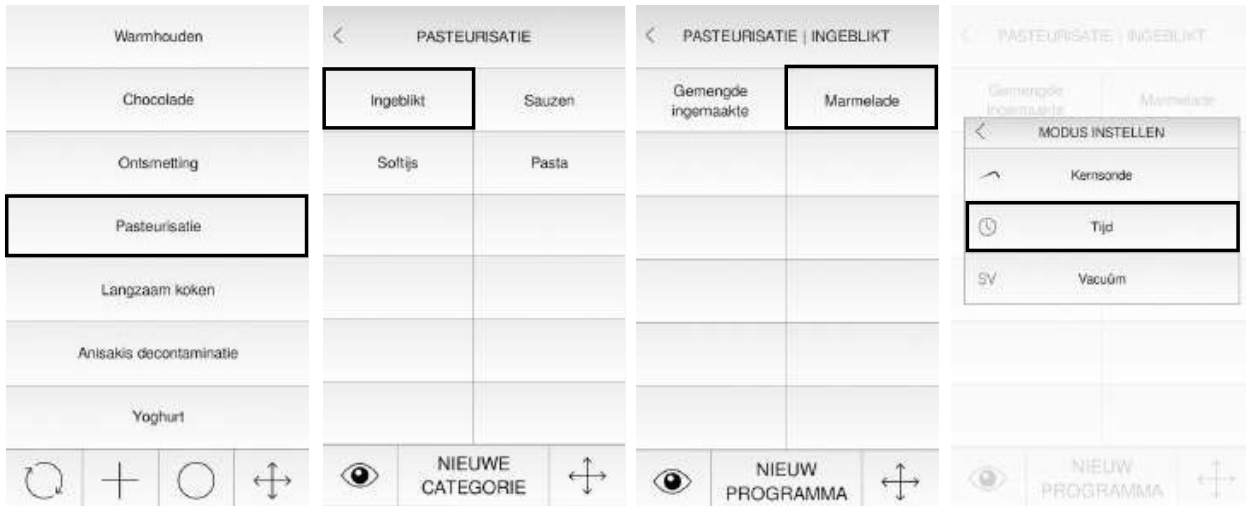 Warmhouden
Chocolade
Ontsmetting
Pasteurisatie
Langzaam koken
Anisakis decontaminatie
Yoghurt
PASTEURISATIE
Ingeblikt
Sauzen
Softijs
Pasta
NIEUWE
CATEGORIE
PASTEURISATIE | INGEBLIKT
Gemengde
ingemaakte
Marmelade
NIEUW
PROGRAMMA
PASTEURISATIE | INGEBLIKT
Gemengde
ingemaakte
Marmelade
MODUS INSTELLEN
Kernsonde
Tijd
SV
Vacuüm
NIEUW
PROGRAMMA